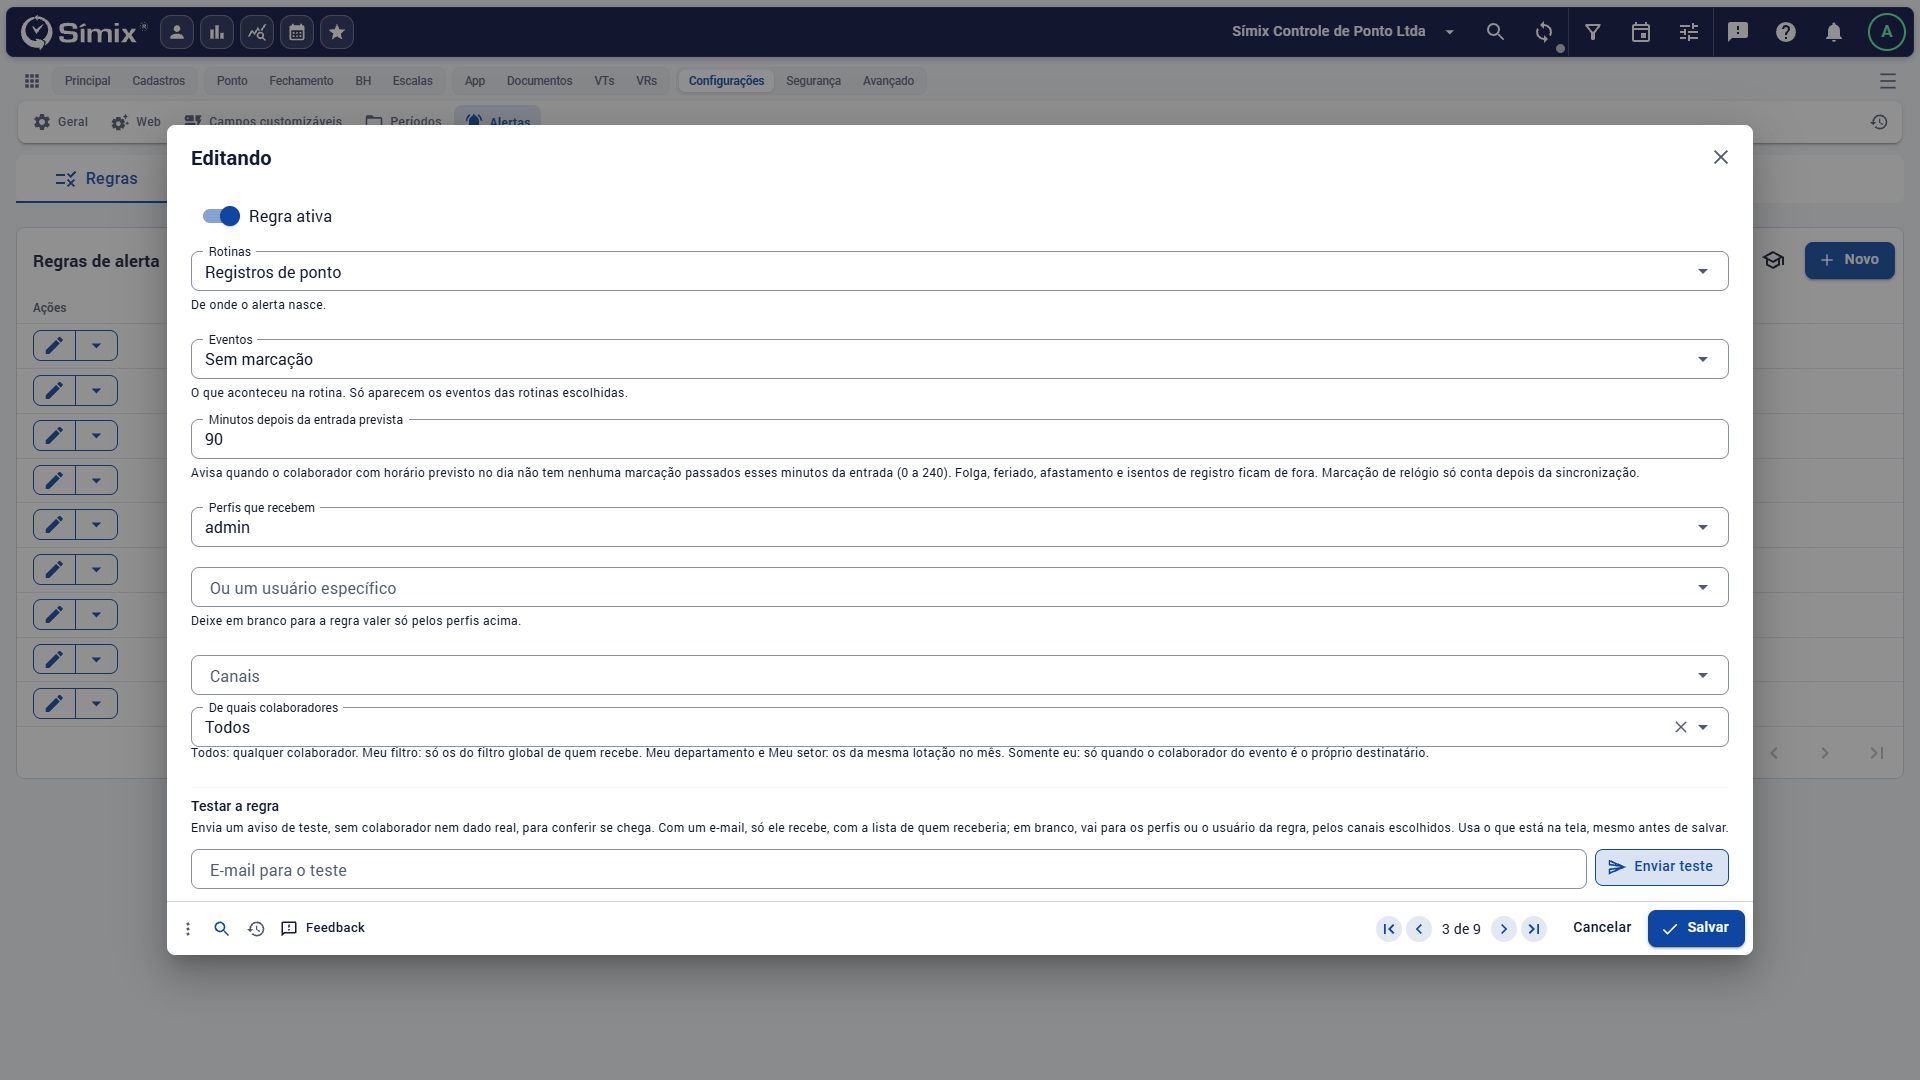 Símix
Símix Controle de Ponto Ltda
A
Principal Cadastros Ponto Fechamento BH Escalas App Documentos VTs VRs Configurações Segurança Avançado
Geral Web Campos customizáveis Períodos Alertas
Regras
Regras de alerta
Novo
Ações
Editando
Regra ativa
Rotinas
Registros de ponto
De onde o alerta nasce.
Eventos
Sem marcação
O que aconteceu na rotina. Só aparecem os eventos das rotinas escolhidas.
Minutos depois da entrada prevista
90
Avisa quando o colaborador com horário previsto no dia não tem nenhuma marcação passados esses minutos da entrada (0 a 240). Folga, feriado, afastamento e isentos de registro ficam de fora. Marcação de relógio só conta depois da sincronização.
Perfis que recebem
admin
Ou um usuário específico
Deixe em branco para a regra valer só pelos perfis acima.
Canais
De quais colaboradores
Todos
Todos: qualquer colaborador. Meu filtro: só os do filtro global de quem recebe. Meu departamento e Meu setor: os da mesma lotação no mês. Somente eu: só quando o colaborador do evento é o próprio destinatário.
Testar a regra
Envia um aviso de teste, sem colaborador nem dado real, para conferir se chega. Com um e-mail, só ele recebe, com a lista de quem receberia; em branco, vai para os perfis ou o usuário da regra, pelos canais escolhidos. Usa o que está na tela, mesmo antes de salvar.
E-mail para o teste
Enviar teste
Feedback
3 de 9
Cancelar
Salvar